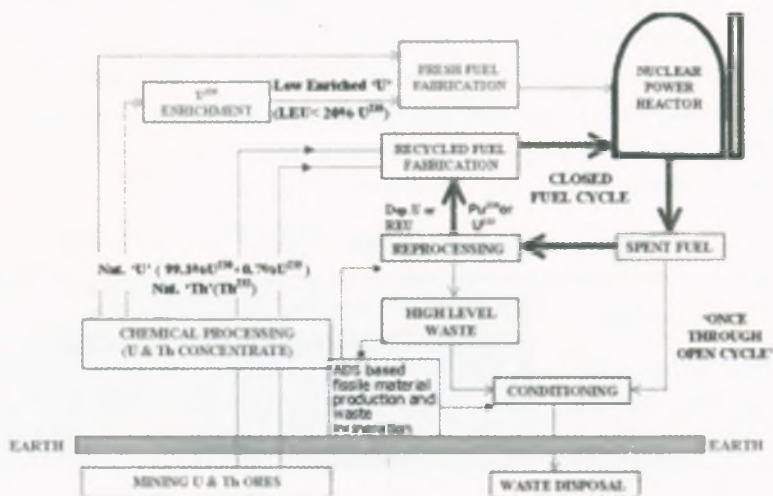 FRESH FUEL
FABRICATION
NUCLEAR
POWER
REACTOR
ENRICHMENT
Low Enriched 'U'
(LEU< 20% U²³⁵)
RECYCLED FUEL
FABRICATION
CLOSED
FUEL CYCLE
Dep. U or
REU
Pu²³⁹or
U²³³
REPROCESSING
SPENT FUEL
Nat. 'U' ( 99.3%U²³⁸+0.7%U²³⁵)
Nat. 'Th'(Th²³²)
HIGH LEVEL
WASTE
'ONCE
THROUGH
OPEN CYCLE'
CHEMICAL PROCESSING
(U & Th CONCENTRATE)
ADS based
fissile material
production and
waste
incineration
CONDITIONING
EARTH
EARTH
MINING U & Th ORES
WASTE DISPOSAL